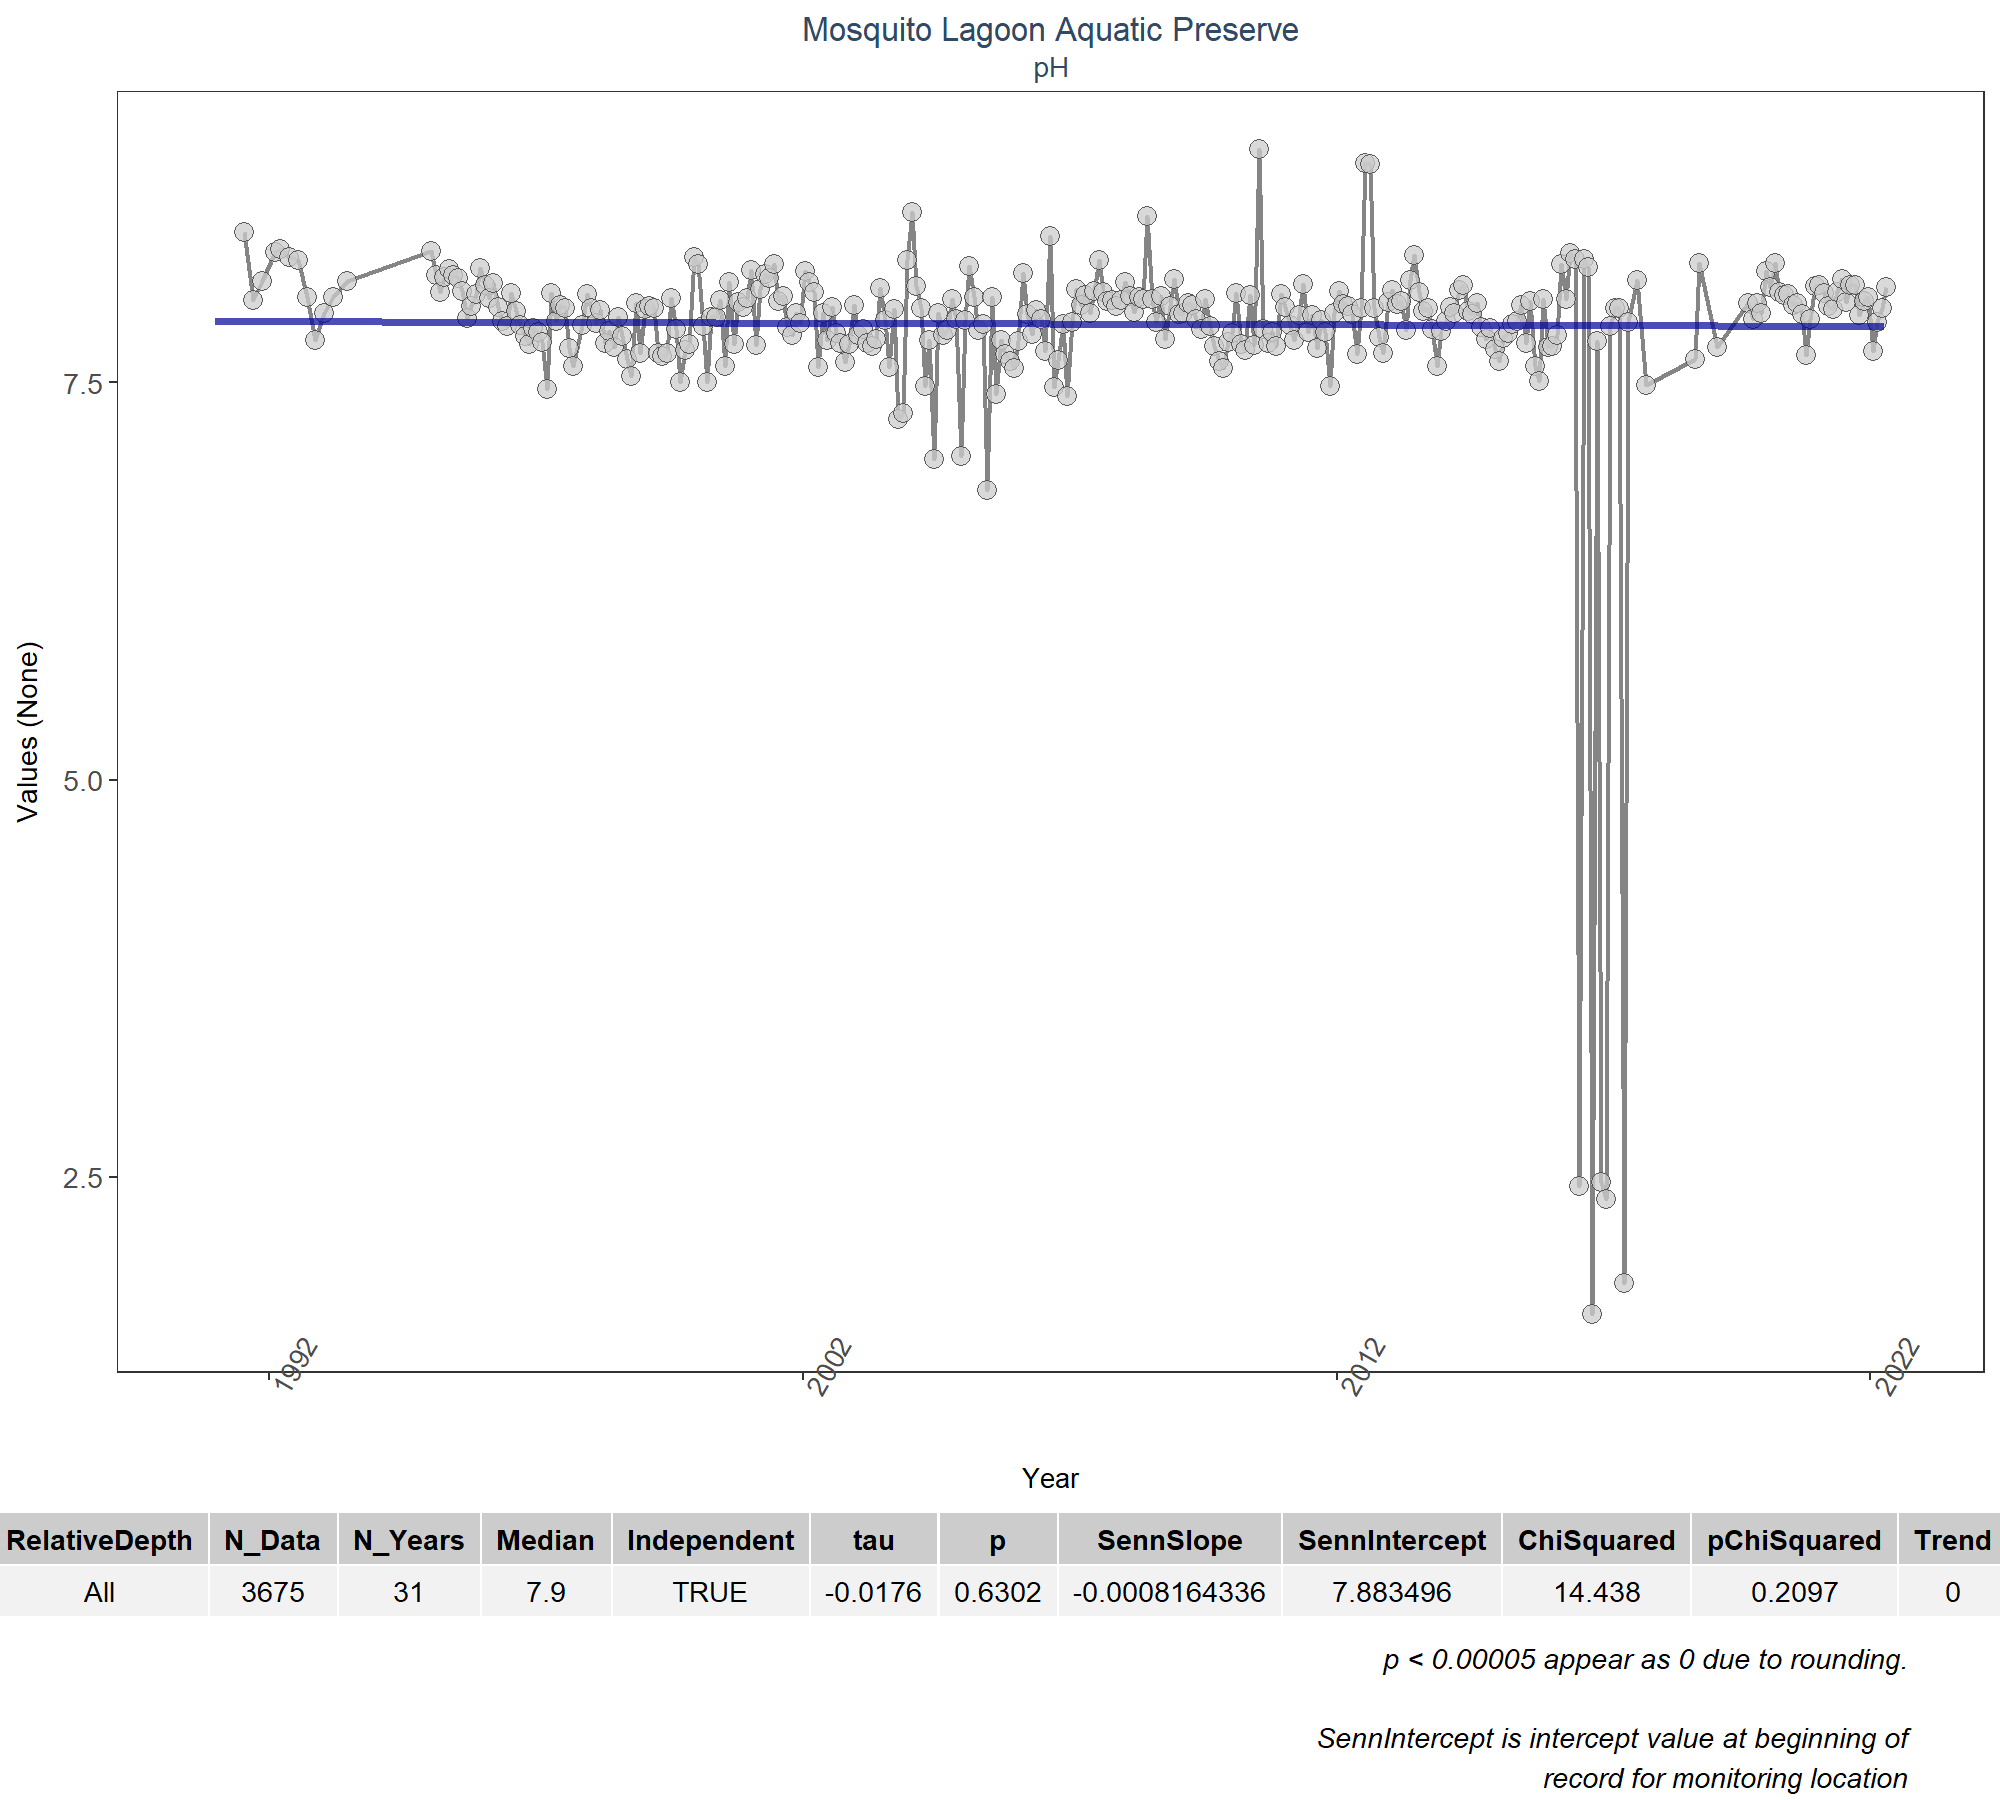 Mosquito Lagoon Aquatic Preserve
pH
Values (None)
7.5
5.0
2.5
1992
2002
2012
2022
Year
RelativeDepth N_Data N_Years Median Independent tau p SennSlope SennIntercept ChiSquared pChiSquared Trend
All 3675 31 7.9 TRUE -0.0176 0.6302 -0.0008164336 7.883496 14.438 0.2097 0
p < 0.00005 appear as 0 due to rounding.
SennIntercept is intercept value at beginning of
record for monitoring location